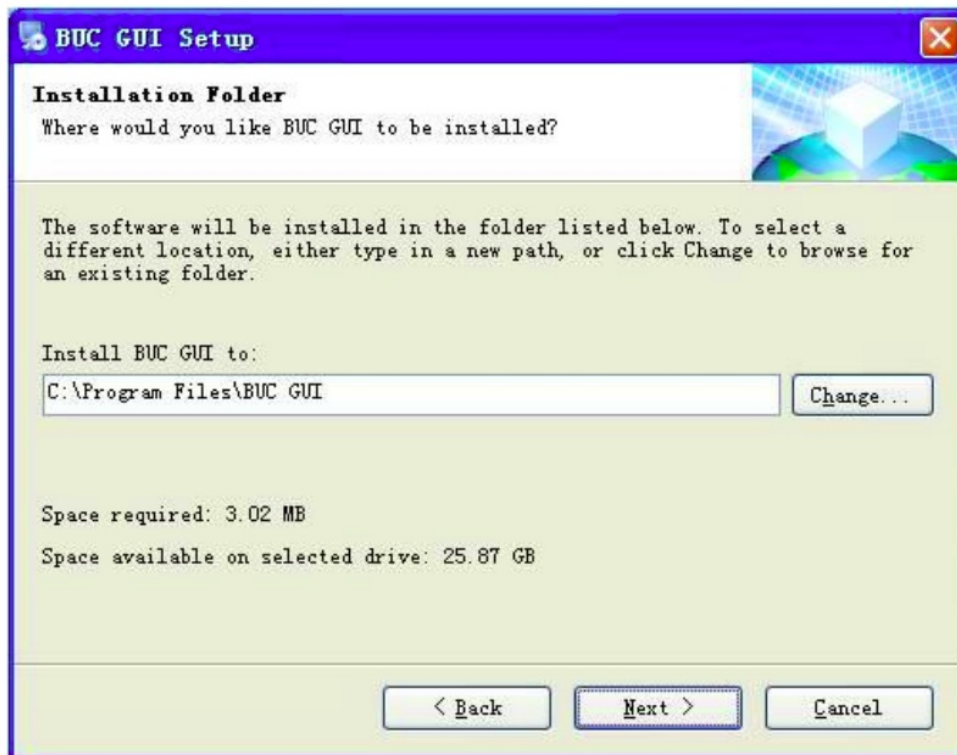 BUC GUI Setup
Installation Folder
Where would you like BUC GUI to be installed?
The software will be installed in the folder listed below. To select a
different location, either type in a new path, or click Change to browse for
an existing folder.
Install BUC GUI to:
C:\Program Files\BUC GUI
Change...
Space required: 3.02 MB
Space available on selected drive: 25.87 GB
< Back
Next >
Cancel